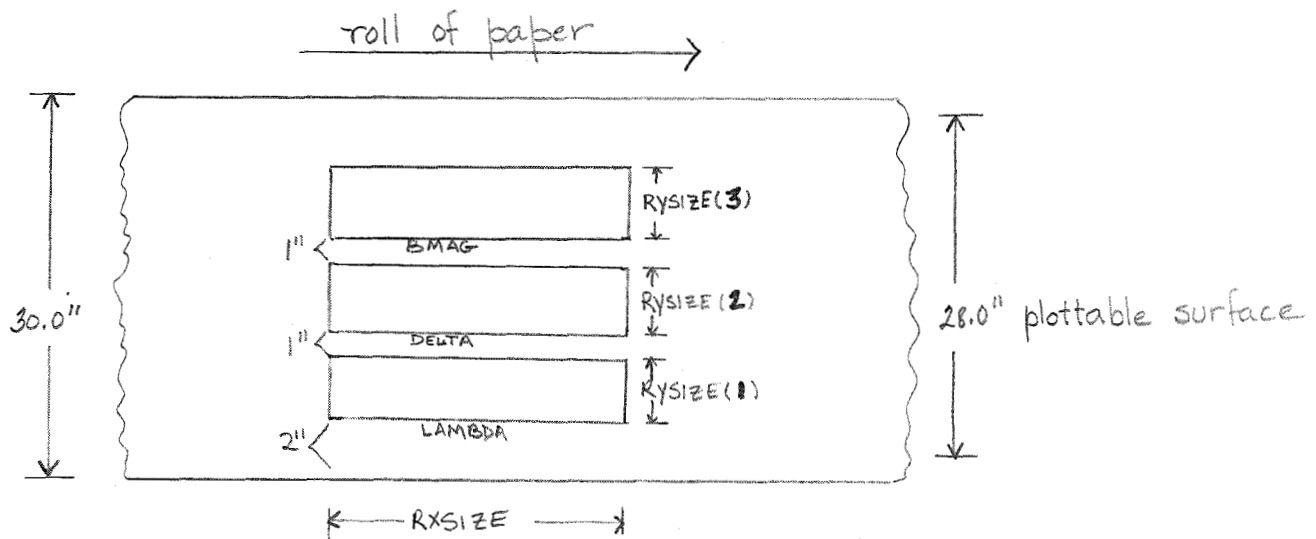 roll of paper
RYSIZE(3)
BMAG
1"
30.0"
RYSIZE(2)
28.0" plottable surface
DELTA
1"
RYSIZE(1)
LAMBDA
2"
RXSIZE